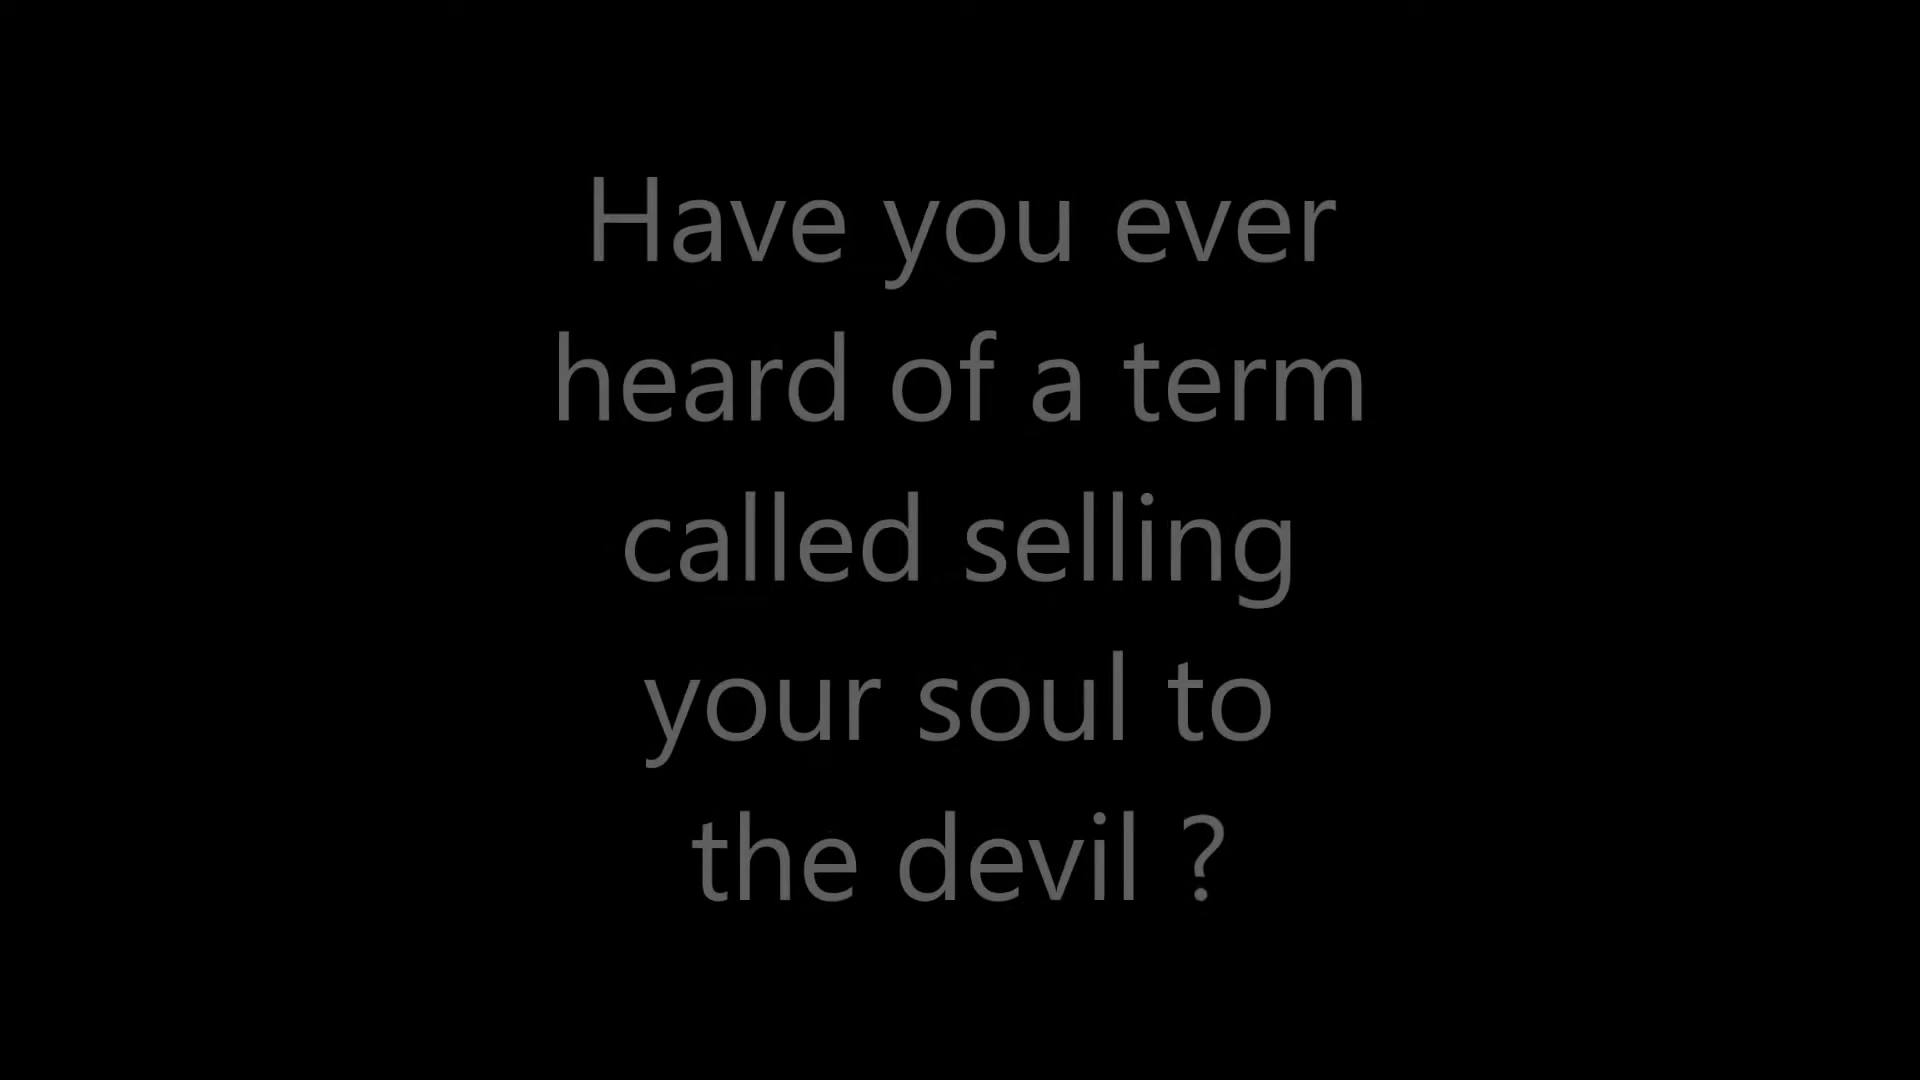 Have you ever
heard of a term
called selling
your soul to
the devil ?